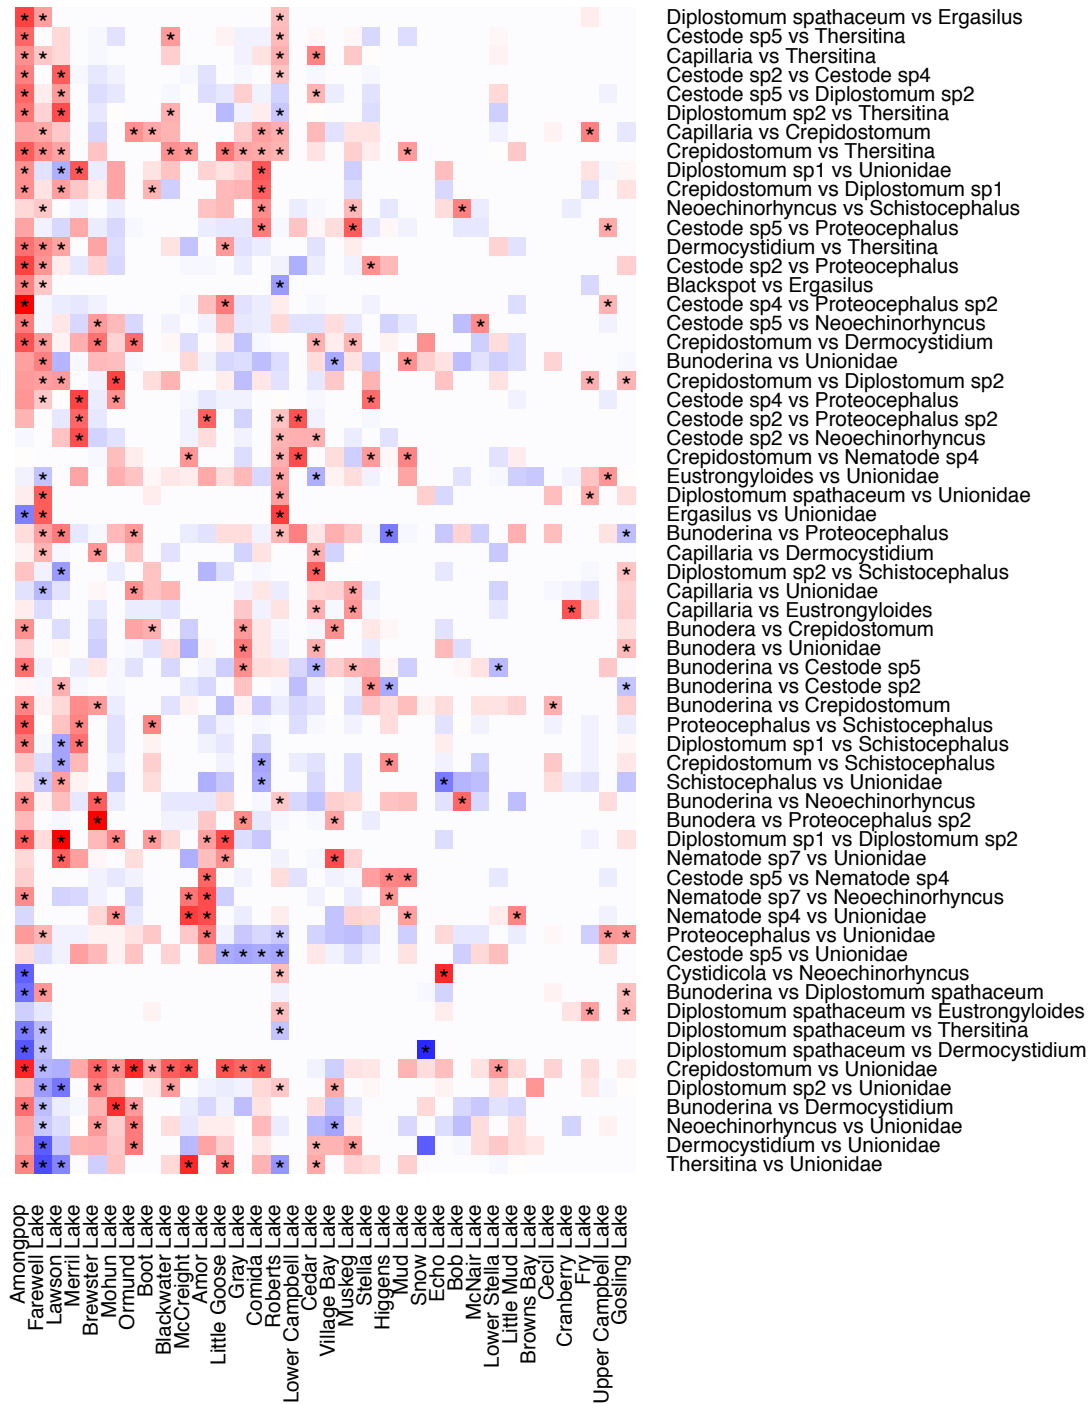 Diplostomum spathaceum vs Ergasilus
Cestode sp5 vs Thersitina
Capillaria vs Thersitina
Cestode sp2 vs Cestode sp4
Cestode sp5 vs Diplostomum sp2
Diplostomum sp2 vs Thersitina
Capillaria vs Crepidostomum
Crepidostomum vs Thersitina
Diplostomum sp1 vs Unionidae
Crepidostomum vs Diplostomum sp1
Neoechinorhyncus vs Schistocephalus
Cestode sp5 vs Proteocephalus
Dermocystidium vs Thersitina
Cestode sp2 vs Proteocephalus
Blackspot vs Ergasilus
Cestode sp4 vs Proteocephalus sp2
Cestode sp5 vs Neoechinorhyncus
Crepidostomum vs Dermocystidium
Bunoderina vs Unionidae
Crepidostomum vs Diplostomum sp2
Cestode sp4 vs Proteocephalus
Cestode sp2 vs Proteocephalus sp2
Cestode sp2 vs Neoechinorhyncus
Crepidostomum vs Nematode sp4
Eustrongyloides vs Unionidae
Diplostomum spathaceum vs Unionidae
Ergasilus vs Unionidae
Bunoderina vs Proteocephalus
Capillaria vs Dermocystidium
Diplostomum sp2 vs Schistocephalus
Capillaria vs Unionidae
Capillaria vs Eustrongyloides
Bunodera vs Crepidostomum
Bunodera vs Unionidae
Bunoderina vs Cestode sp5
Bunoderina vs Cestode sp2
Bunoderina vs Crepidostomum
Proteocephalus vs Schistocephalus
Diplostomum sp1 vs Schistocephalus
Crepidostomum vs Schistocephalus
Schistocephalus vs Unionidae
Bunoderina vs Neoechinorhyncus
Bunodera vs Proteocephalus sp2
Diplostomum sp1 vs Diplostomum sp2
Nematode sp7 vs Unionidae
Cestode sp5 vs Nematode sp4
Nematode sp7 vs Neoechinorhyncus
Nematode sp4 vs Unionidae
Proteocephalus vs Unionidae
Cestode sp5 vs Unionidae
Cystidicola vs Neoechinorhyncus
Bunoderina vs Diplostomum spathaceum
Diplostomum spathaceum vs Eustrongyloides
Diplostomum spathaceum vs Thersitina
Diplostomum spathaceum vs Dermocystidium
Crepidostomum vs Unionidae
Diplostomum sp2 vs Unionidae
Bunoderina vs Dermocystidium
Neoechinorhyncus vs Unionidae
Dermocystidium vs Unionidae
Thersitina vs Unionidae
Amongpop
Farewell Lake
Lawson Lake
Merril Lake
Brewster Lake
Mohun Lake
Ormund Lake
Boot Lake
Blackwater Lake
McCreight Lake
Amor Lake
Little Goose Lake
Gray Lake
Comida Lake
Roberts Lake
Lower Campbell Lake
Cedar Lake
Village Bay Lake
Muskeg Lake
Stella Lake
Higgens Lake
Mud Lake
Snow Lake
Echo Lake
Bob Lake
McNair Lake
Lower Stella Lake
Little Mud Lake
Browns Bay Lake
Cecil Lake
Cranberry Lake
Fry Lake
Upper Campbell Lake
Gosling Lake